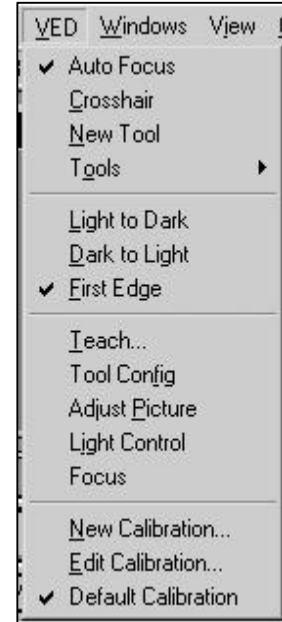 VED Windows View
Auto Focus
Crosshair
New Tool
Tools
Light to Dark
Dark to Light
First Edge
Teach...
Tool Config
Adjust Picture
Light Control
Focus
New Calibration...
Edit Calibration...
Default Calibration